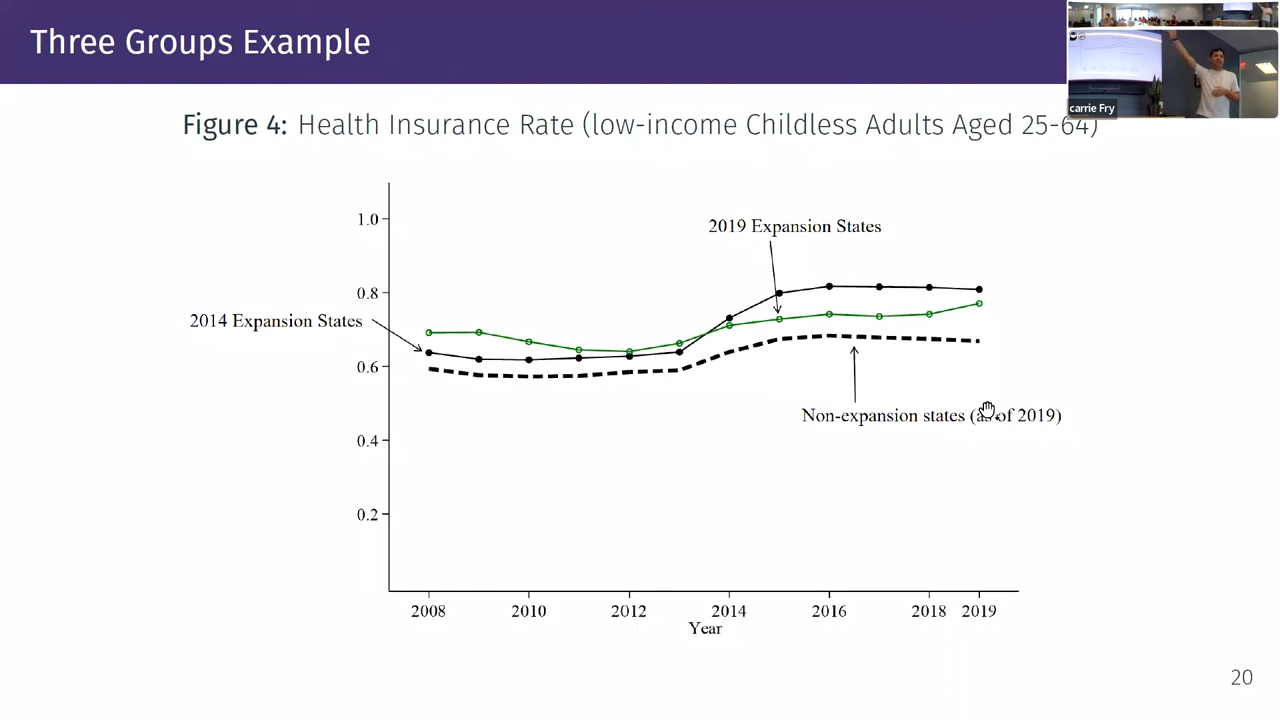 Three Groups Example
carrie Fry
Figure 4: Health Insurance Rate (low-income Childless Adults Aged 25-64)
1.0
2019 Expansion States
0.8
2014 Expansion States
0.6
Non-expansion states (as of 2019)
0.4
0.2
2008 2010 2012 2014 2016 2018 2019
Year
20